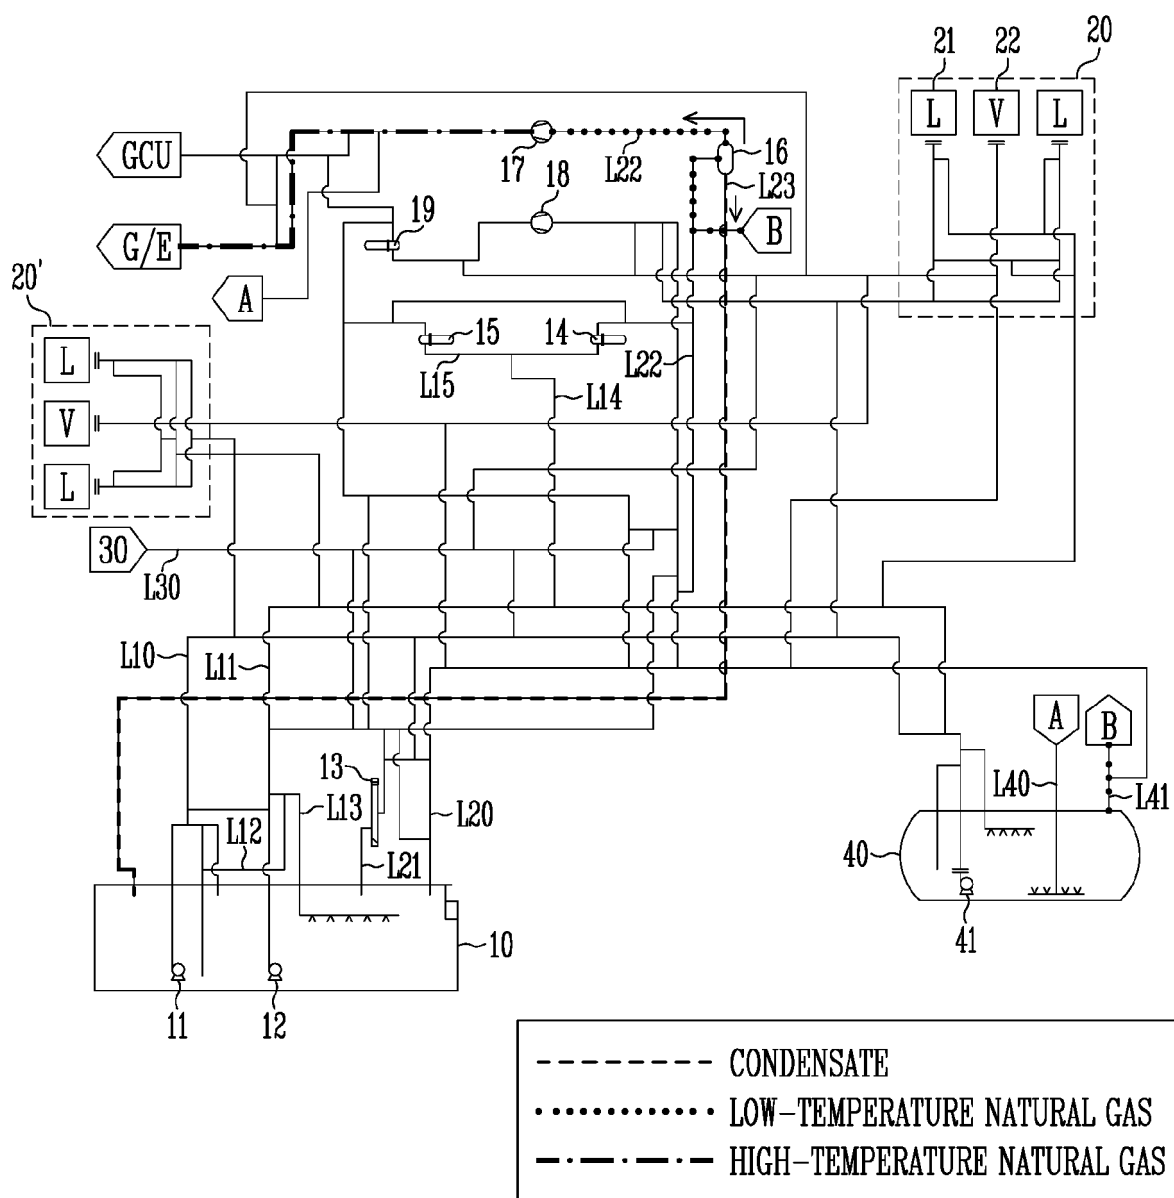 21 22 20
L V L
GCU
17 L22 16
18 L23
19 B
G/E
20'
A
L 15 14
L15 L22
L14
V
L
30
L30
L10 L11
A B
13 L40 L41
L13 L20
L12 40
L21
10
41
11 12
CONDENSATE
LOW-TEMPERATURE NATURAL GAS
HIGH-TEMPERATURE NATURAL GAS